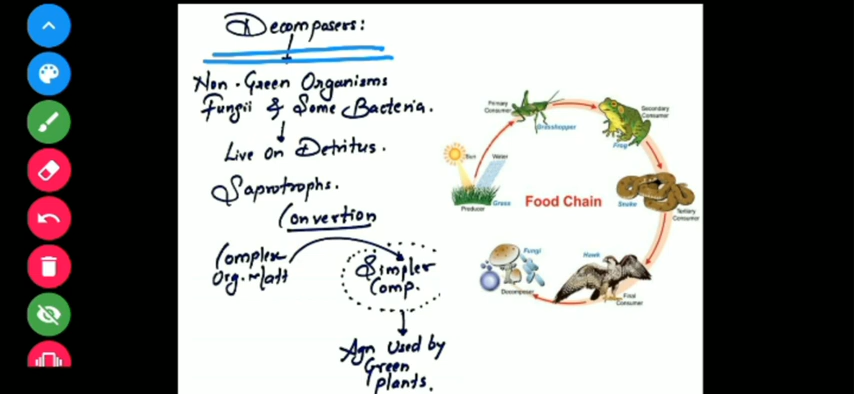 Decomposers:
Non-Green Organisms
Fungii & Some Bacteria.
Live on Detritus.
Saprotrophs.
Convertion
Complex
Org. Matt
Simpler
Comp.
Agn Used by
Green
plants.
Primary
Consumer
Grasshopper
Secondary
Consumer
Frog
Sun
Water
Grass
Producer
Food Chain
Snake
Tertiary
Consumer
Fungi
Hawk
Decomposer
Final
Consumer